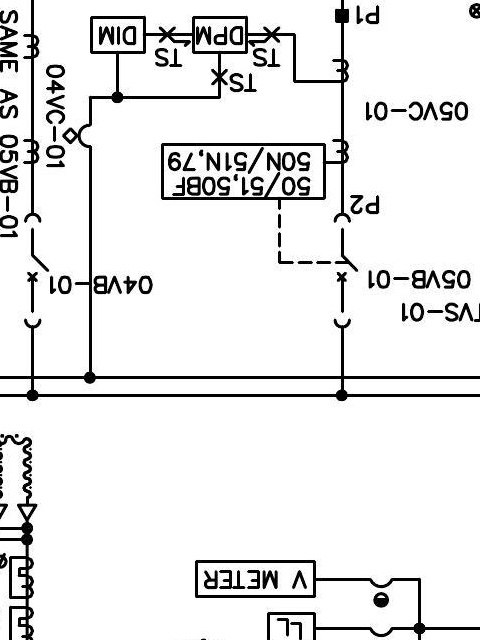 P1
DIM
DPM
TS
TS
TS
SAME AS 05VB-01
04VC-01
05VC-01
50/51,50BF
50N/51N,79
P2
04VB-01
05VB-01
TVS-01
V METER